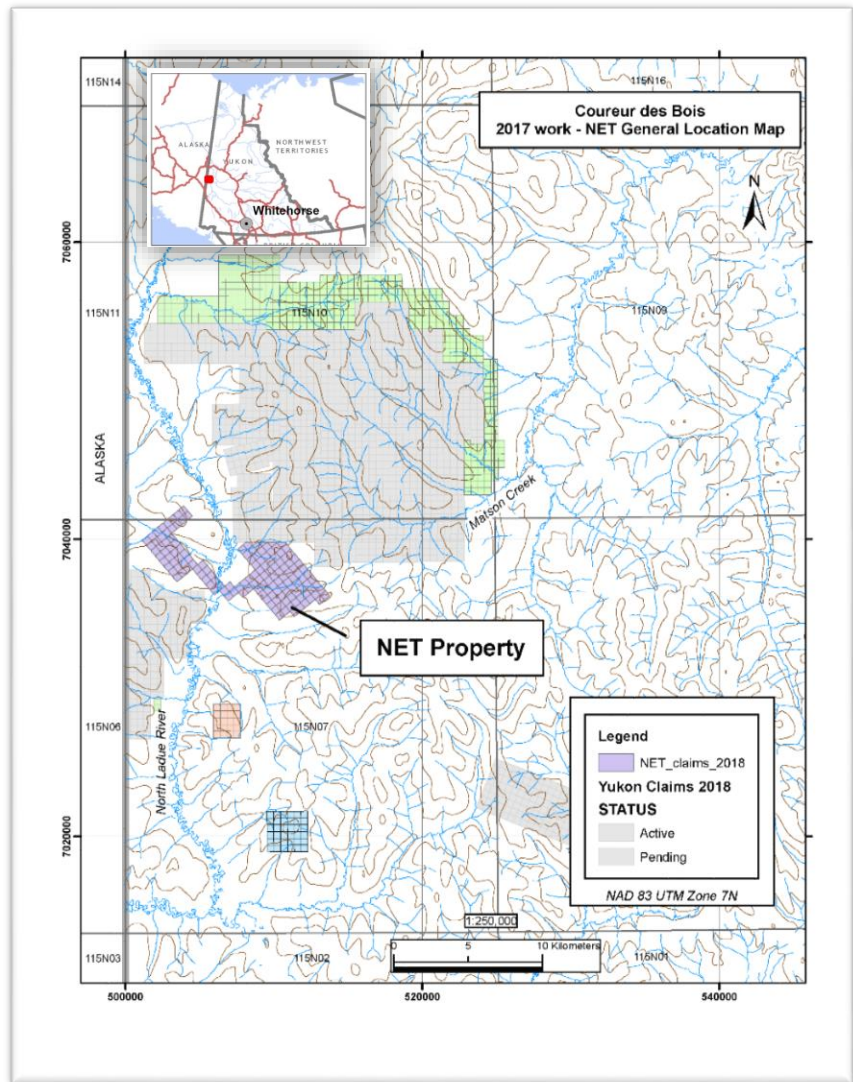 115N14
115N16
Coureur des Bois
2017 work - NET General Location Map
ALASKA
YUKON
NORTHWEST
TERRITORIES
Whitehorse
N
7060000
115N11
115N10
115N09
ALASKA
Matson Creek
7040000
NET Property
115N06
115N07
North Ladue River
Legend
NET_claims_2018
Yukon Claims 2018
STATUS
Active
Pending
NAD 83 UTM Zone 7N
7020000
1:250,000
0 5 10 Kilometers
115N03
115N02
115N01
500000
520000
540000